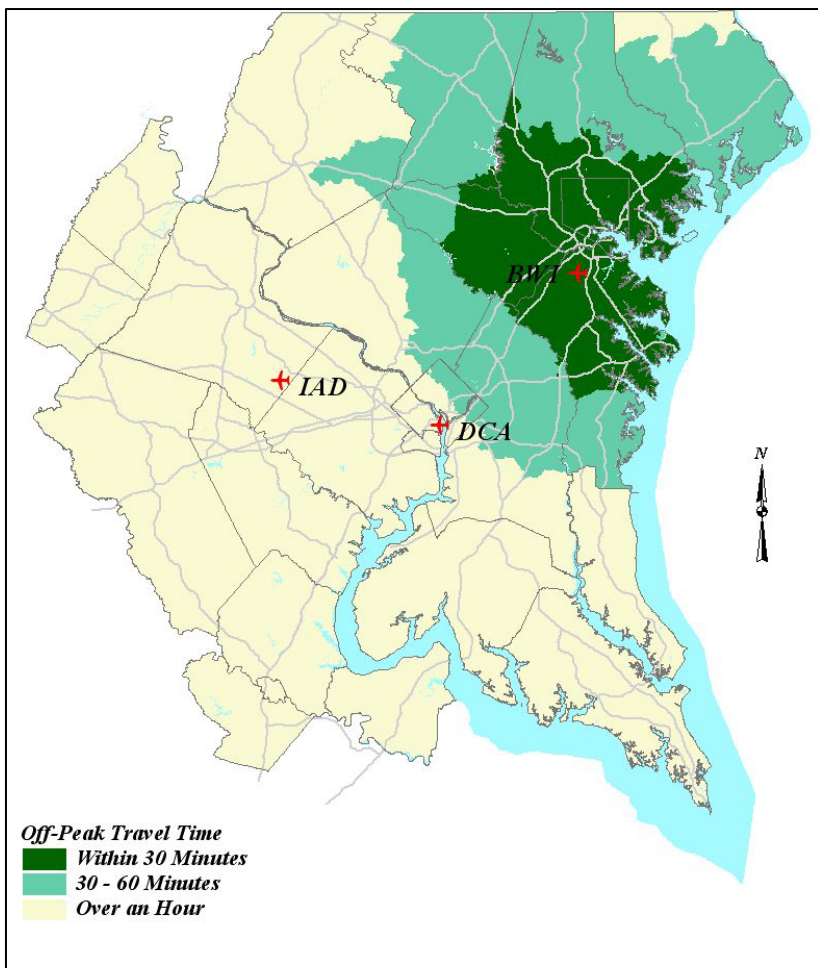 BWI
IAD
DCA
N
Off-Peak Travel Time
Within 30 Minutes
30 - 60 Minutes
Over an Hour